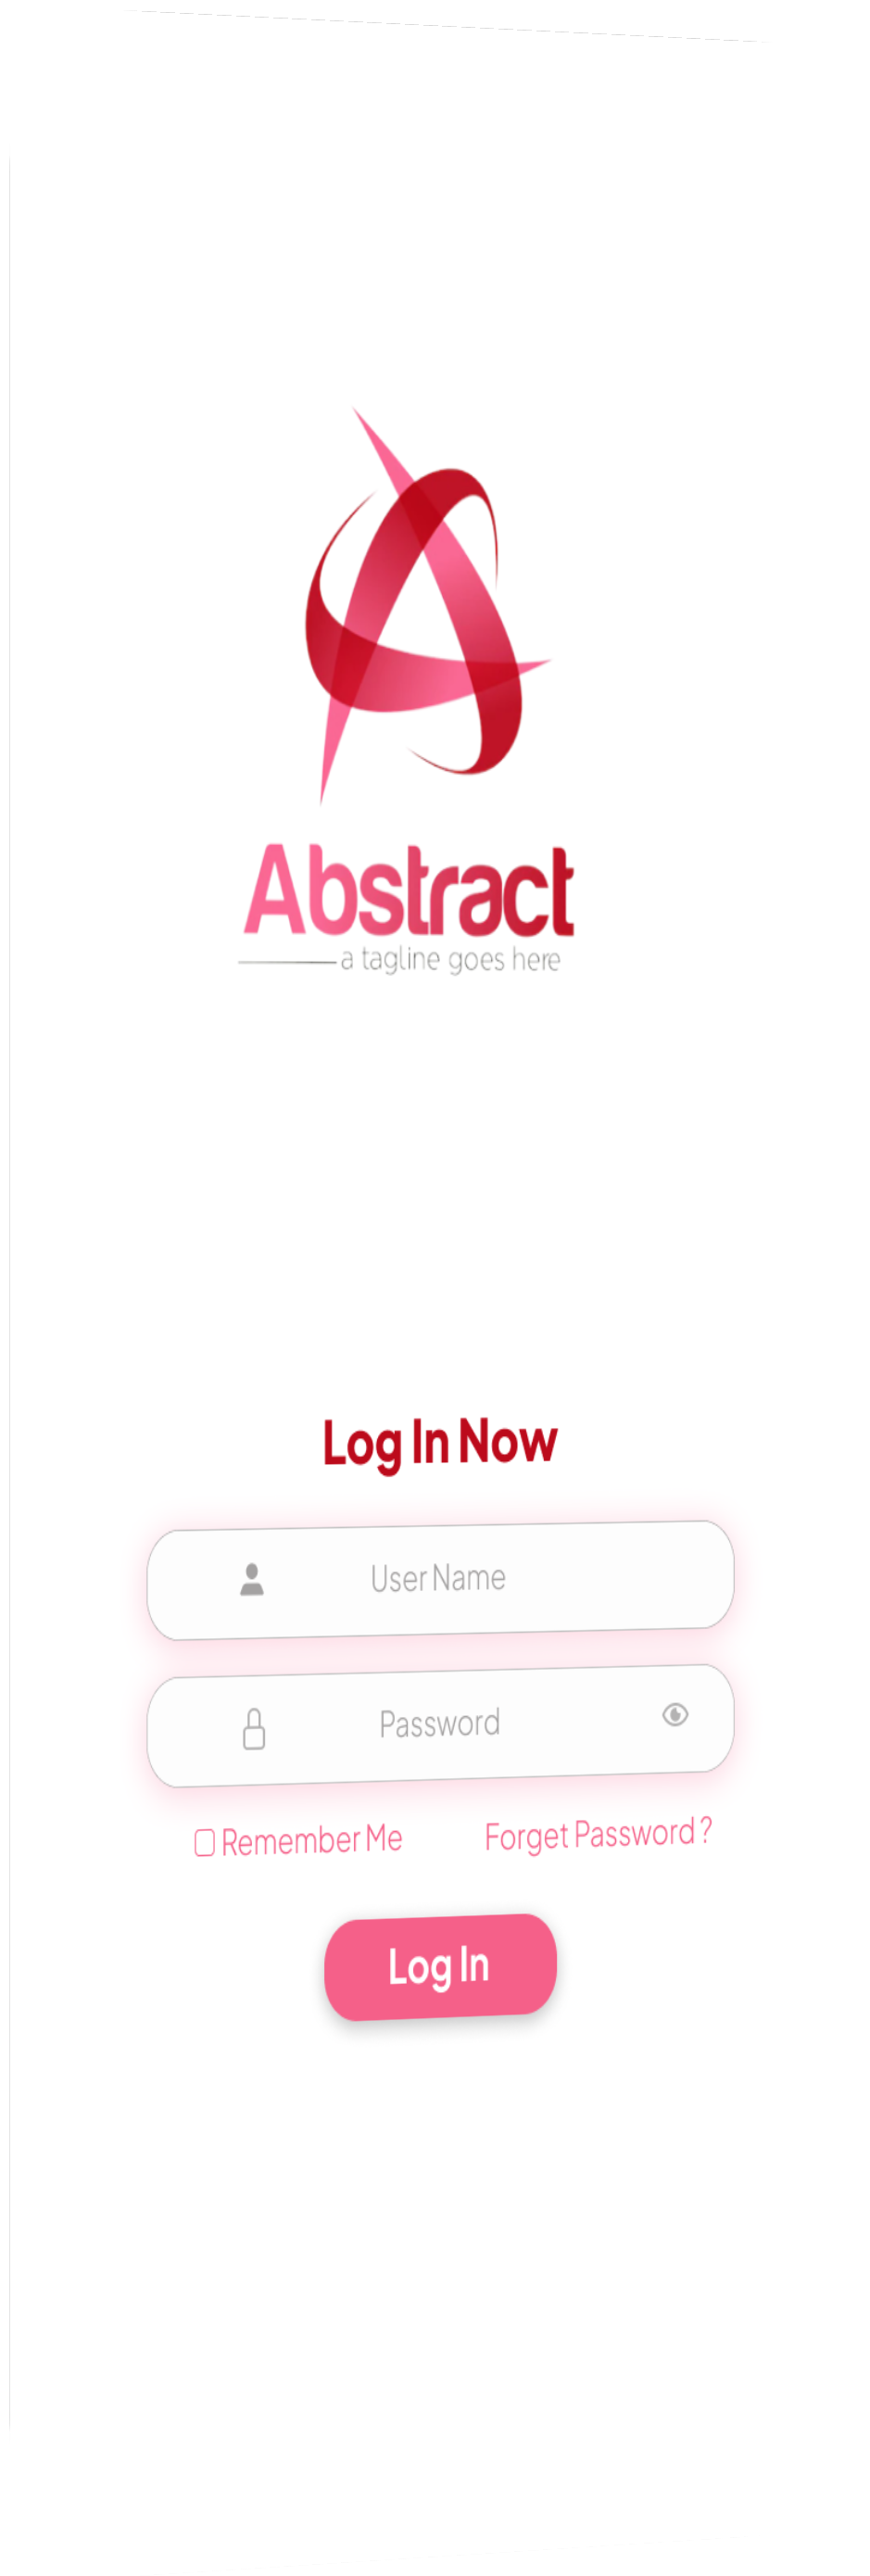 Abstract
a tagline goes here
Log In Now
User Name
Password
Remember Me
Forget Password ?
Log In